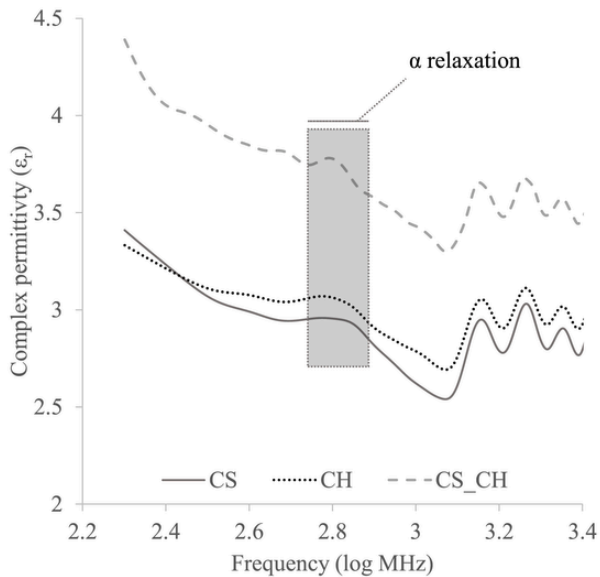 4.5
α relaxation
4
3.5
3
2.5
2
Complex permittivty (εr)
CS CH CS_CH
2.2 2.4 2.6 2.8 3 3.2 3.4
Frequency (log MHz)